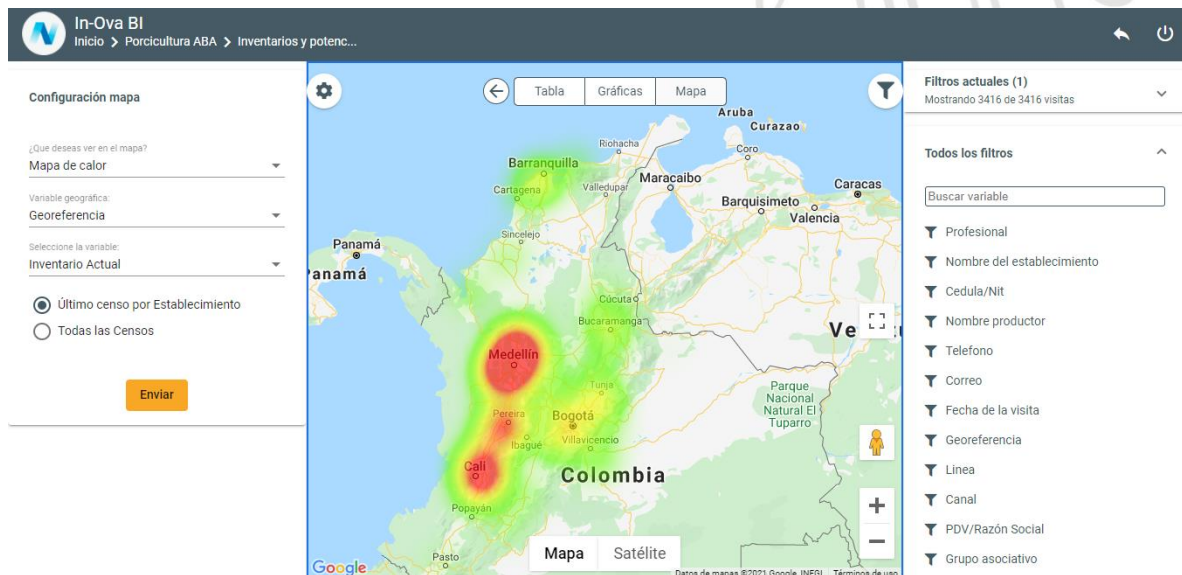 In-Ova BI
Inicio > Porcicultura ABA > Inventarios y potenc...
Configuración mapa
¿Que deseas ver en el mapa?
Mapa de calor
Variable geográfica:
Georeferencia
Seleccione la variable:
Inventario Actual
Último censo por Establecimiento
Todas las Censos
Enviar
Tabla
Gráficas
Mapa
Aruba
Curazao
Riohacha
Coro
Barranquilla
Maracaibo
Caracas
Cartagena
Valledupar
Barquisimeto
Valencia
Sincelejo
Panamá
Panamá
Cúcuta
Bucaramanga
Ve
Medellín
Tunja
Parque
Nacional
Natural El
Tuparro
Pereira
Bogotá
Ibagué
Villavicencio
Cali
Colombia
Popayán
Pasto
Mapa
Satélite
Google
Datos de mapas ©2021 Google, INEGI
Términos de uso
Filtros actuales (1)
Mostrando 3416 de 3416 visitas
Todos los filtros
Buscar variable
Profesional
Nombre del establecimiento
Cedula/Nit
Nombre productor
Telefono
Correo
Fecha de la visita
Georeferencia
Linea
Canal
PDV/Razón Social
Grupo asociativo